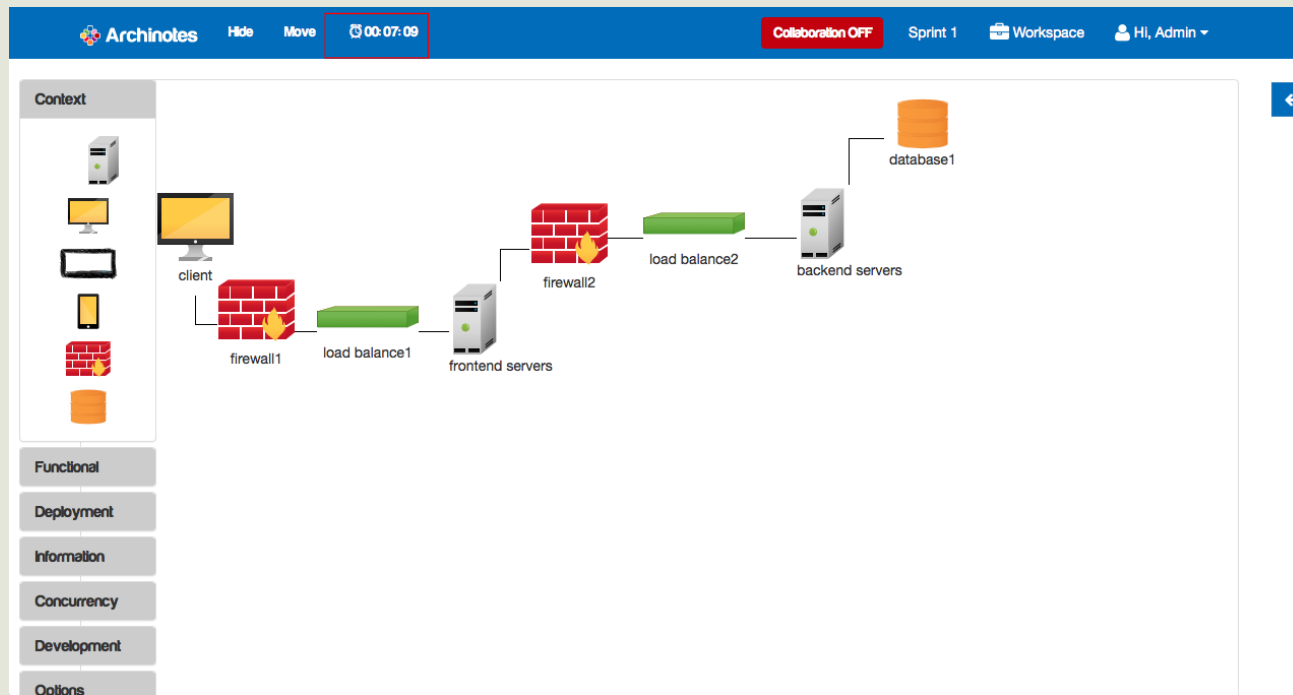 Archinotes Hide Move 00:07:09 Collaboration OFF Sprint 1 Workspace Hi, Admin
Context
client
firewall1
load balance1
frontend servers
firewall2
load balance2
backend servers
database1
Functional
Deployment
Information
Concurrency
Development
Options